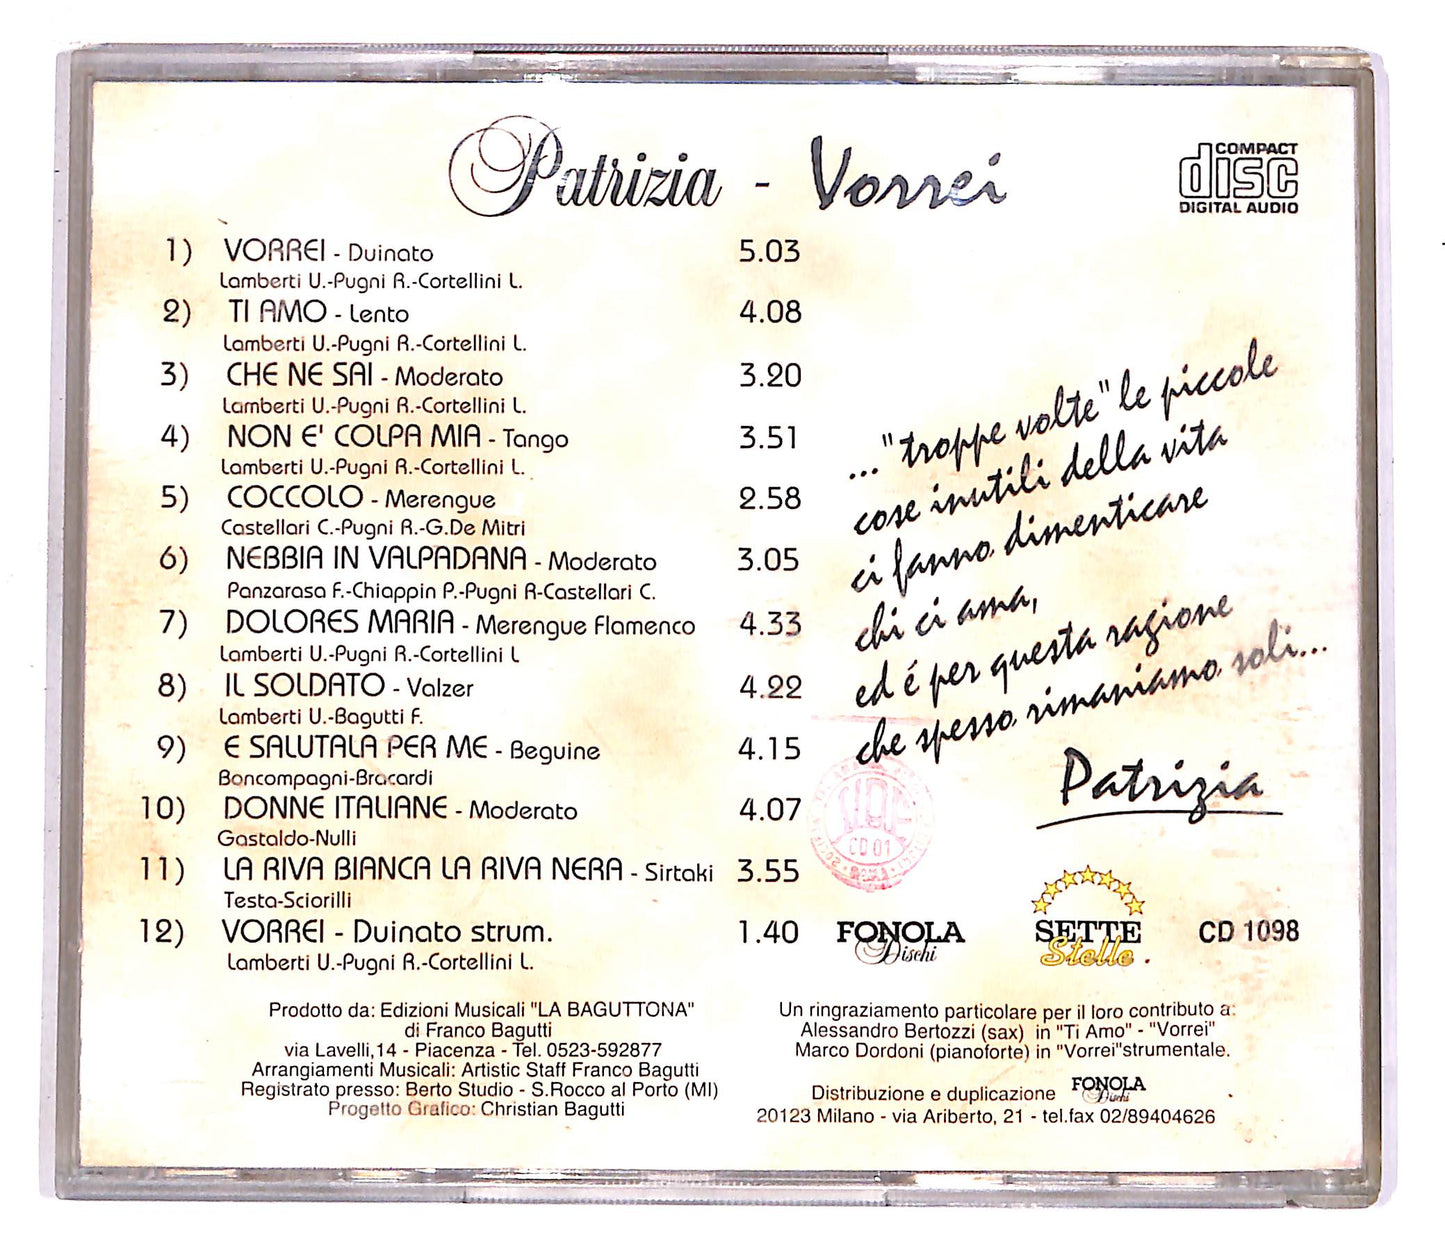 Patrizia - Vorrei
COMPACT
disc
DIGITAL AUDIO
1) VORREI - Duinato 5.03
Lamberti U.-Pugni R.-Cortellini L.
2) TI AMO - Lento 4.08
Lamberti U.-Pugni R.-Cortellini L.
3) CHE NE SAI - Moderato 3.20
Lamberti U.-Pugni R.-Cortellini L.
4) NON E' COLPA MIA - Tango 3.51
Lamberti U.-Pugni R.-Cortellini L.
5) COCCOLO - Merengue 2.58
Castellari C.-Pugni R.-G.De Mitri
6) NEBBIA IN VALPADANA - Moderato 3.05
Panzarasa F.-Chiappin P.-Pugni R-Castellari C.
7) DOLORES MARIA - Merengue Flamenco 4.33
Lamberti U.-Pugni R.-Cortellini L
8) IL SOLDATO - Valzer 4.22
Lamberti U.-Bagutti F.
9) E SALUTALA PER ME - Beguine 4.15
Boncompagni-Bracardi
10) DONNE ITALIANE - Moderato 4.07
Gastaldo-Nulli
11) LA RIVA BIANCA LA RIVA NERA - Sirtaki 3.55
Testa-Sciorilli
12) VORREI - Duinato strum. 1.40
Lamberti U.-Pugni R.-Cortellini L.
..."troppe volte" le piccole
cose inutili della vita
ci fanno dimenticare
chi ci ama,
ed é per questa ragione
che spesso rimaniamo soli...
Patrizia
CD 01
ROMA
FONOLA
Dischi
SETTE
Stelle
CD 1098
Prodotto da: Edizioni Musicali "LA BAGUTTONA"
di Franco Bagutti
via Lavelli,14 - Piacenza - Tel. 0523-592877
Arrangiamenti Musicali: Artistic Staff Franco Bagutti
Registrato presso: Berto Studio - S.Rocco al Porto (MI)
Progetto Grafico: Christian Bagutti
Un ringraziamento particolare per il loro contributo a:
Alessandro Bertozzi (sax) in "Ti Amo" - "Vorrei"
Marco Dordoni (pianoforte) in "Vorrei"strumentale.
Distribuzione e duplicazione FONOLA
Dischi
20123 Milano - via Ariberto, 21 - tel.fax 02/89404626